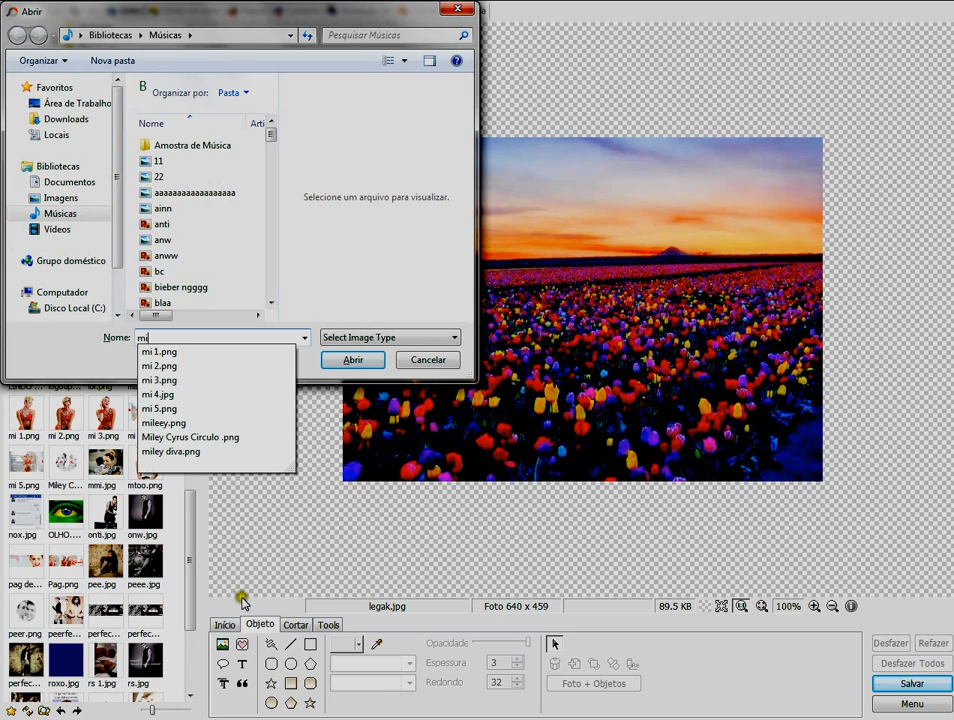 Abrir
Bibliotecas
Músicas
Pesquisar Músicas
Organizar
Nova pasta
Favoritos
Área de Trabalho
Downloads
Locais
Bibliotecas
Documentos
Imagens
Músicas
Vídeos
Grupo doméstico
Computador
Disco Local (C:)
B
Organizar por: Pasta
Nome
Arti
Amostra de Música
11
22
aaaaaaaaaaaaaaaaaa
ainn
anti
anw
anww
bc
bieber ngggg
blaa
Selecione um arquivo para visualizar.
Nome: mi
Select Image Type
Abrir
Cancelar
mi 1.png
mi 2.png
mi 3.png
mi 4.jpg
mi 5.png
mileey.png
Miley Cyrus Circulo .png
miley diva.png
mi 1.png mi 2.png mi 3.png
mi 5.png Miley C... mmi.jpg mtoo.png
nox.jpg OLHO.... onti.jpg onw.jpg
pag de... Pag.png pee.jpg peee.jpg
peer.png peerfe... perfec... perfec...
perfec... roxo.jpg rs 1.jpg rs.jpg
legak.jpg
Foto 640 x 459
89.5 KB
100%
Início
Objeto
Cortar
Tools
Opacidade
Espessura 3
Redondo 32
Foto + Objetos
Desfazer
Refazer
Desfazer Todos
Salvar
Menu